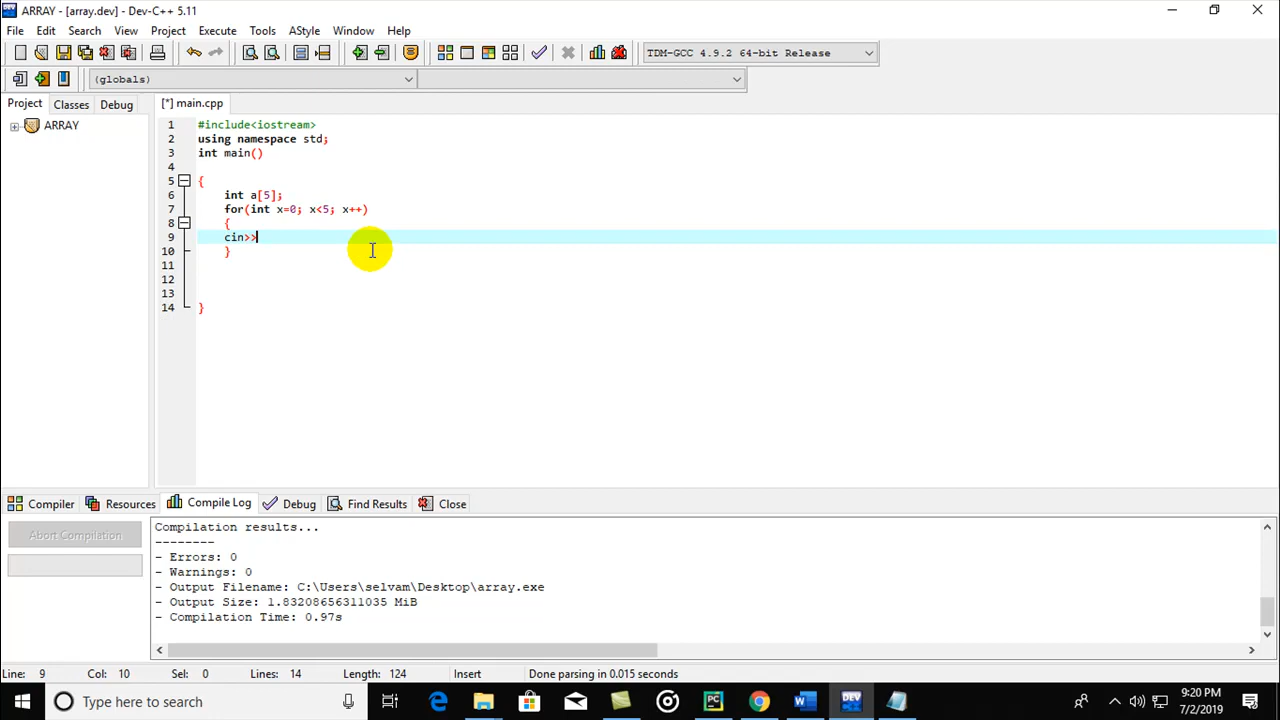 ARRAY - [array.dev] - Dev-C++ 5.11
File Edit Search View Project Execute Tools AStyle Window Help
TDM-GCC 4.9.2 64-bit Release
(globals)
Project Classes Debug [*] main.cpp
ARRAY
1 #include<iostream>
2 using namespace std;
3 int main()
4
5 {
6 int a[5];
7 for(int x=0; x<5; x++)
8 {
9 cin>>
10 }
11
12
13
14 }
Compiler Resources Compile Log Debug Find Results Close
Abort Compilation
Compilation results...
--------
- Errors: 0
- Warnings: 0
- Output Filename: C:\Users\selvam\Desktop\array.exe
- Output Size: 1.83208656311035 MiB
- Compilation Time: 0.97s
Line: 9 Col: 10 Sel: 0 Lines: 14 Length: 124 Insert Done parsing in 0.015 seconds
Type here to search
PC
W
DEV
9:20 PM
7/2/2019